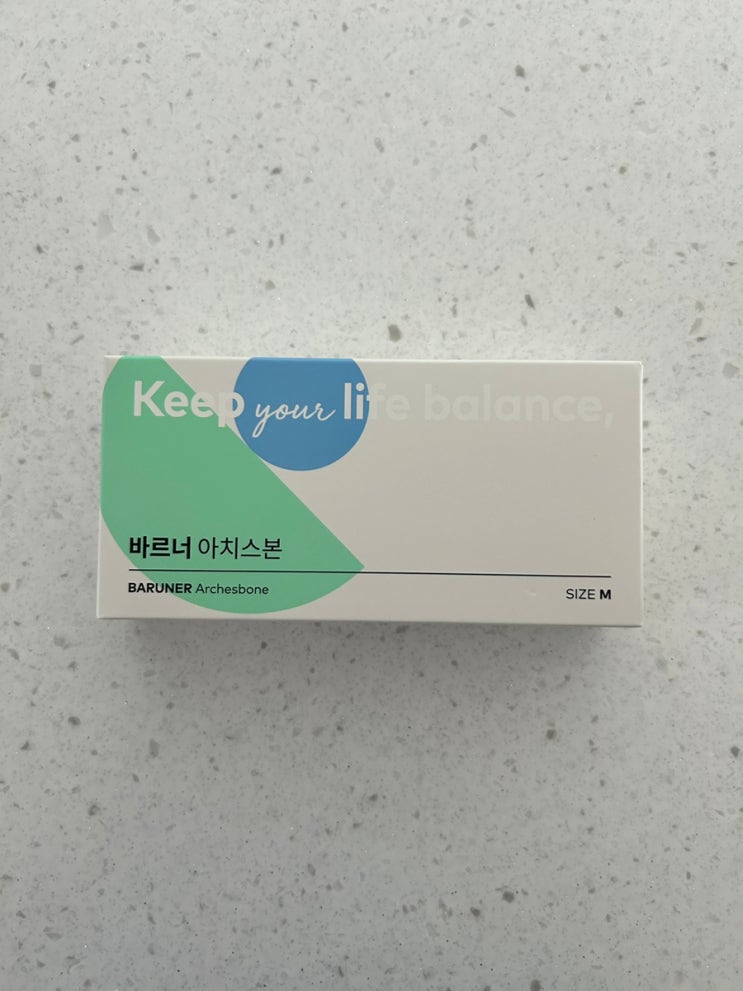 Keep your life balance,
바르너 아치스본
BARUNER Archesbone
SIZE M